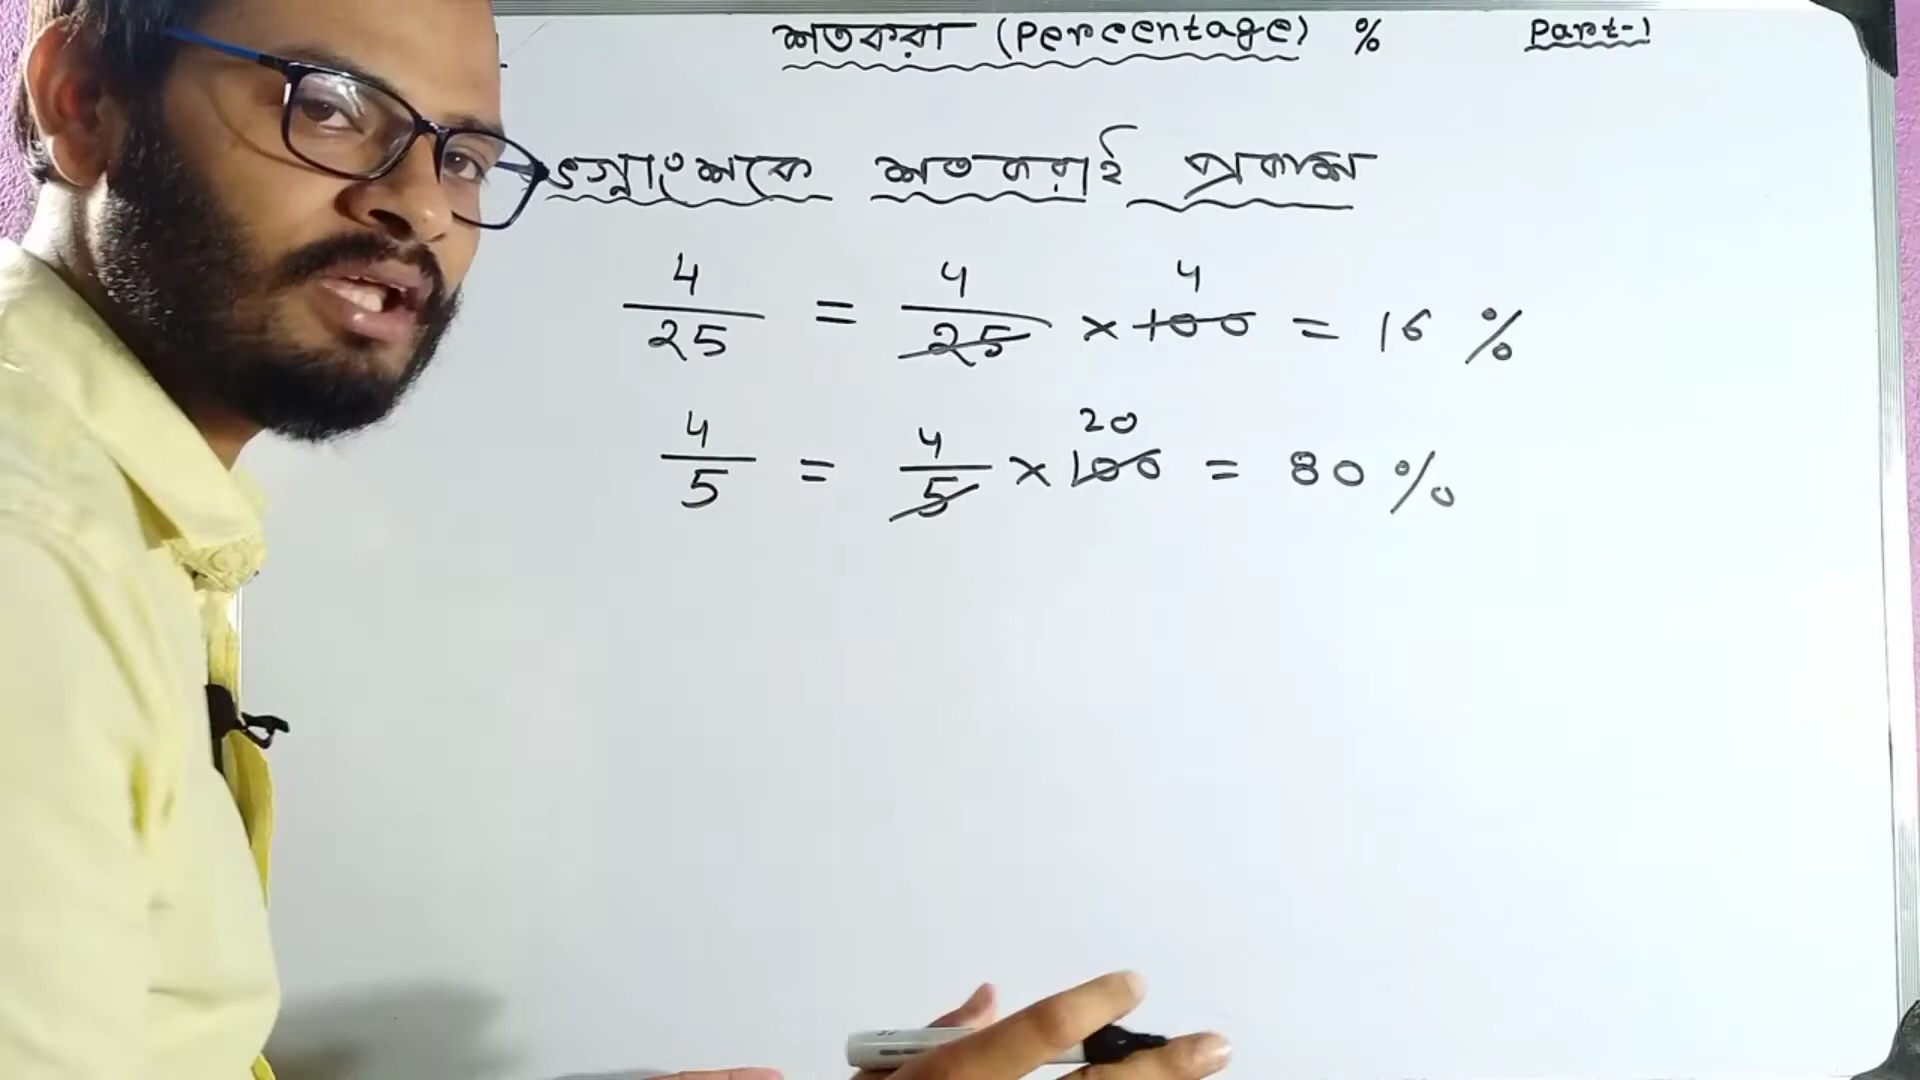 শতকরা (Percentage) % Part-1
ভগ্নাংশকে শতকরাই প্রকাশ
4/25 = 4/25 × 100 4 = 16 %
4/5 = 4/5 × 100 20 = 80 %